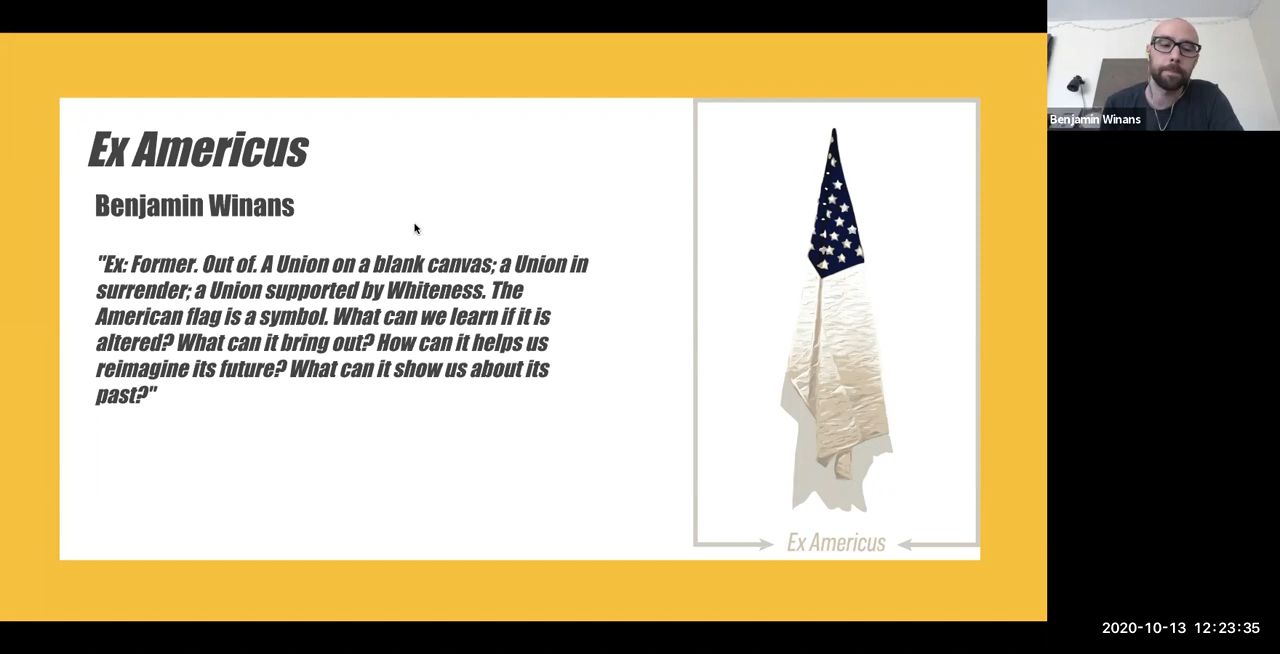 Ex Americus
Benjamin Winans
"Ex: Former. Out of. A Union on a blank canvas; a Union in
surrender; a Union supported by Whiteness. The
American flag is a symbol. What can we learn if it is
altered? What can it bring out? How can it helps us
reimagine its future? What can it show us about its
past?"
Ex Americus
Benjamin Winans
2020-10-13 12:23:35